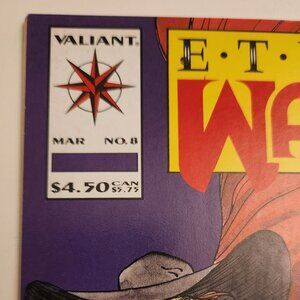 VALIANT
MAR NO.8
$4.50 CAN $5.75
E · T ·
WA